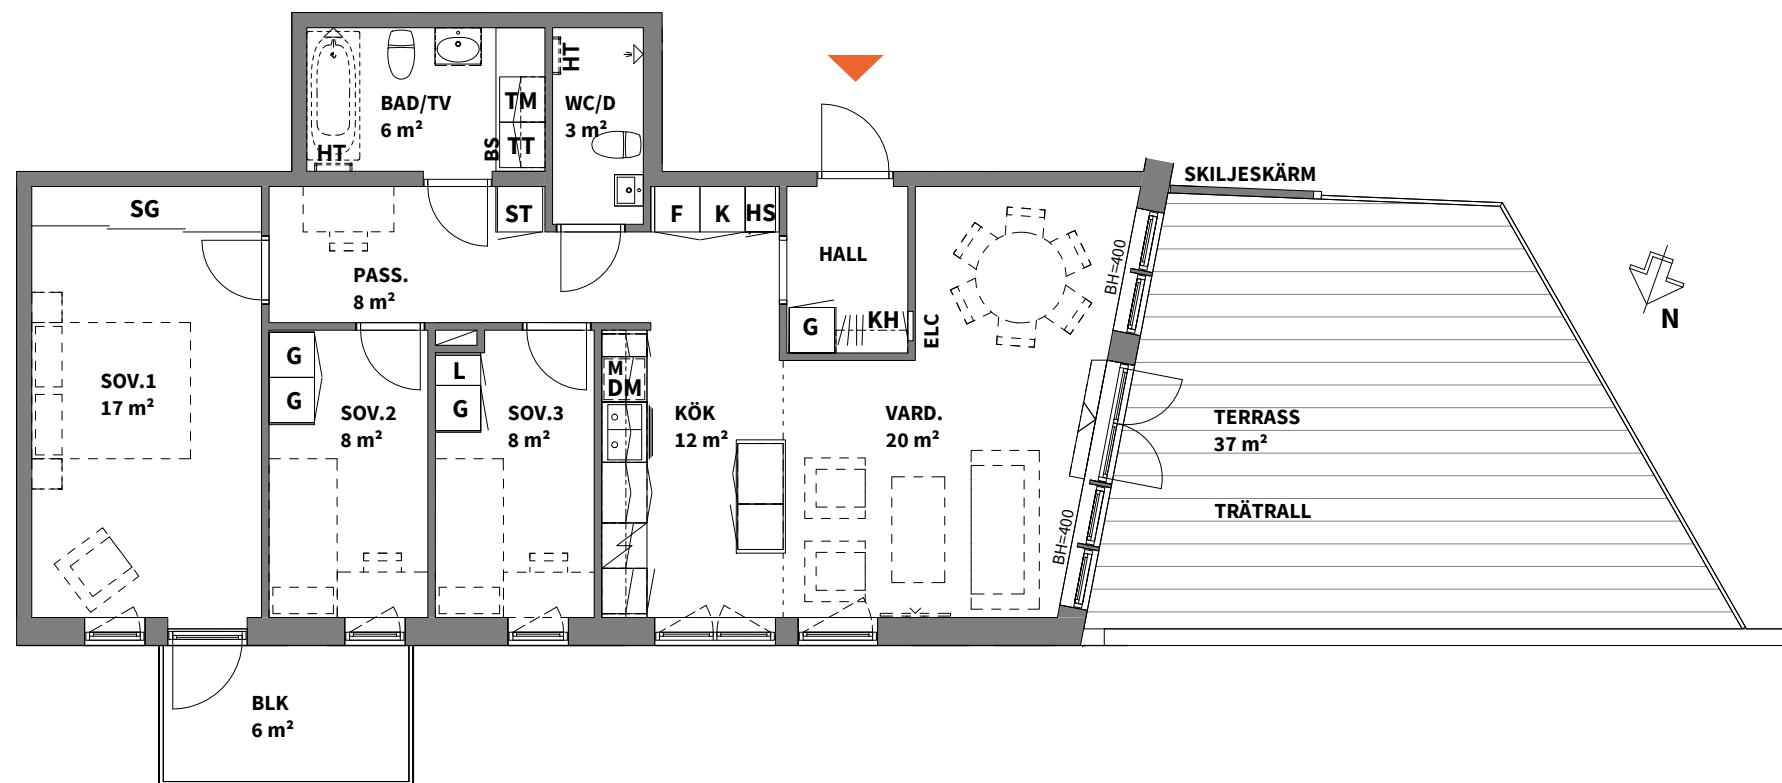 BAD/TV
6 m²
HT
BS
TM
TT
HT
WC/D
3 m²
SKILJESKÄRM
SG
ST
F
K
HS
HALL
PASS.
8 m²
G
KH
ELC
BH=400
N
SOV.1
17 m²
G
G
SOV.2
8 m²
L
G
SOV.3
8 m²
M
DM
KÖK
12 m²
VARD.
20 m²
BH=400
TERRASS
37 m²
TRÄTRALL
BLK
6 m²